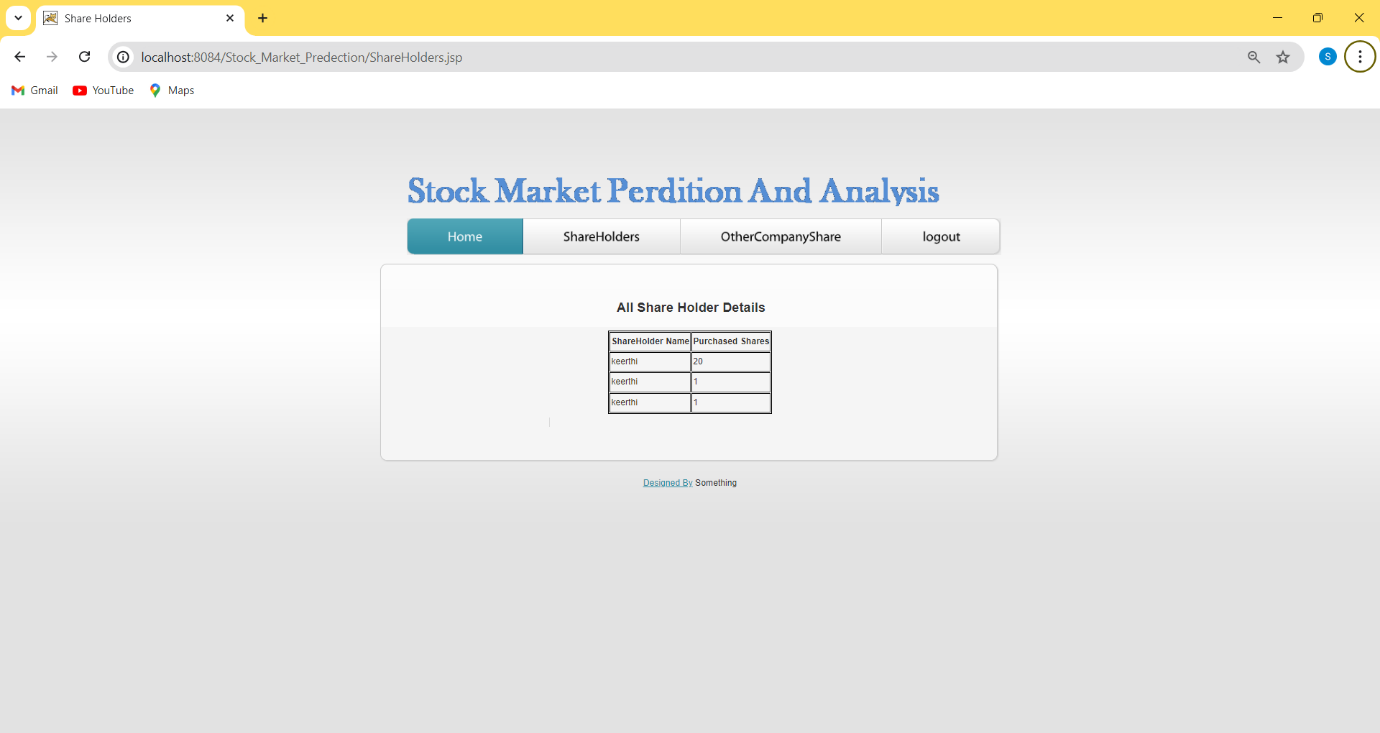 Share Holders
localhost:8084/Stock_Market_Predection/ShareHolders.jsp
S
Gmail YouTube Maps
Stock Market Perdition And Analysis
Home ShareHolders OtherCompanyShare logout
All Share Holder Details
ShareHolder Name Purchased Shares
keerthi 20
keerthi 1
keerthi 1
Designed By Something